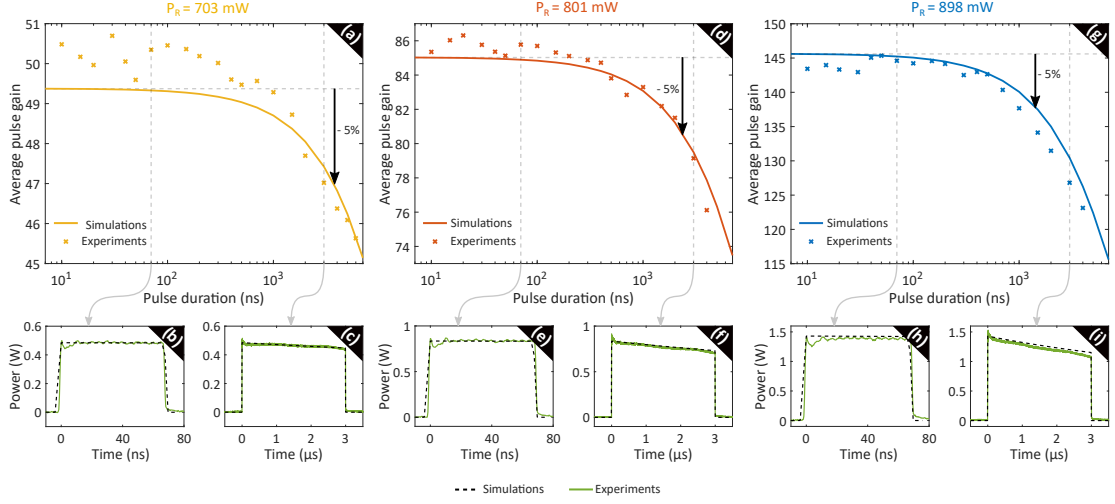 P_R = 703 mW
P_R = 801 mW
P_R = 898 mW
51
50
49
48
47
46
45
Average pulse gain
(a)
- 5%
Simulations
Experiments
10^1
10^2
10^3
Pulse duration (ns)
86
84
82
80
78
76
74
Average pulse gain
(d)
- 5%
Simulations
Experiments
10^1
10^2
10^3
Pulse duration (ns)
145
140
135
130
125
120
115
Average pulse gain
(g)
- 5%
Simulations
Experiments
10^1
10^2
10^3
Pulse duration (ns)
0.6
0.4
0.2
0
Power (W)
(b)
0
40
80
Time (ns)
0.6
0.4
0.2
0
(c)
0
1
2
3
Time (µs)
1
0.5
0
Power (W)
(e)
0
40
80
Time (ns)
1
0.5
0
(f)
0
1
2
3
Time (µs)
1.5
1
0.5
0
Power (W)
(h)
0
40
80
Time (ns)
1.5
1
0.5
0
(i)
0
1
2
3
Time (µs)
Simulations
Experiments